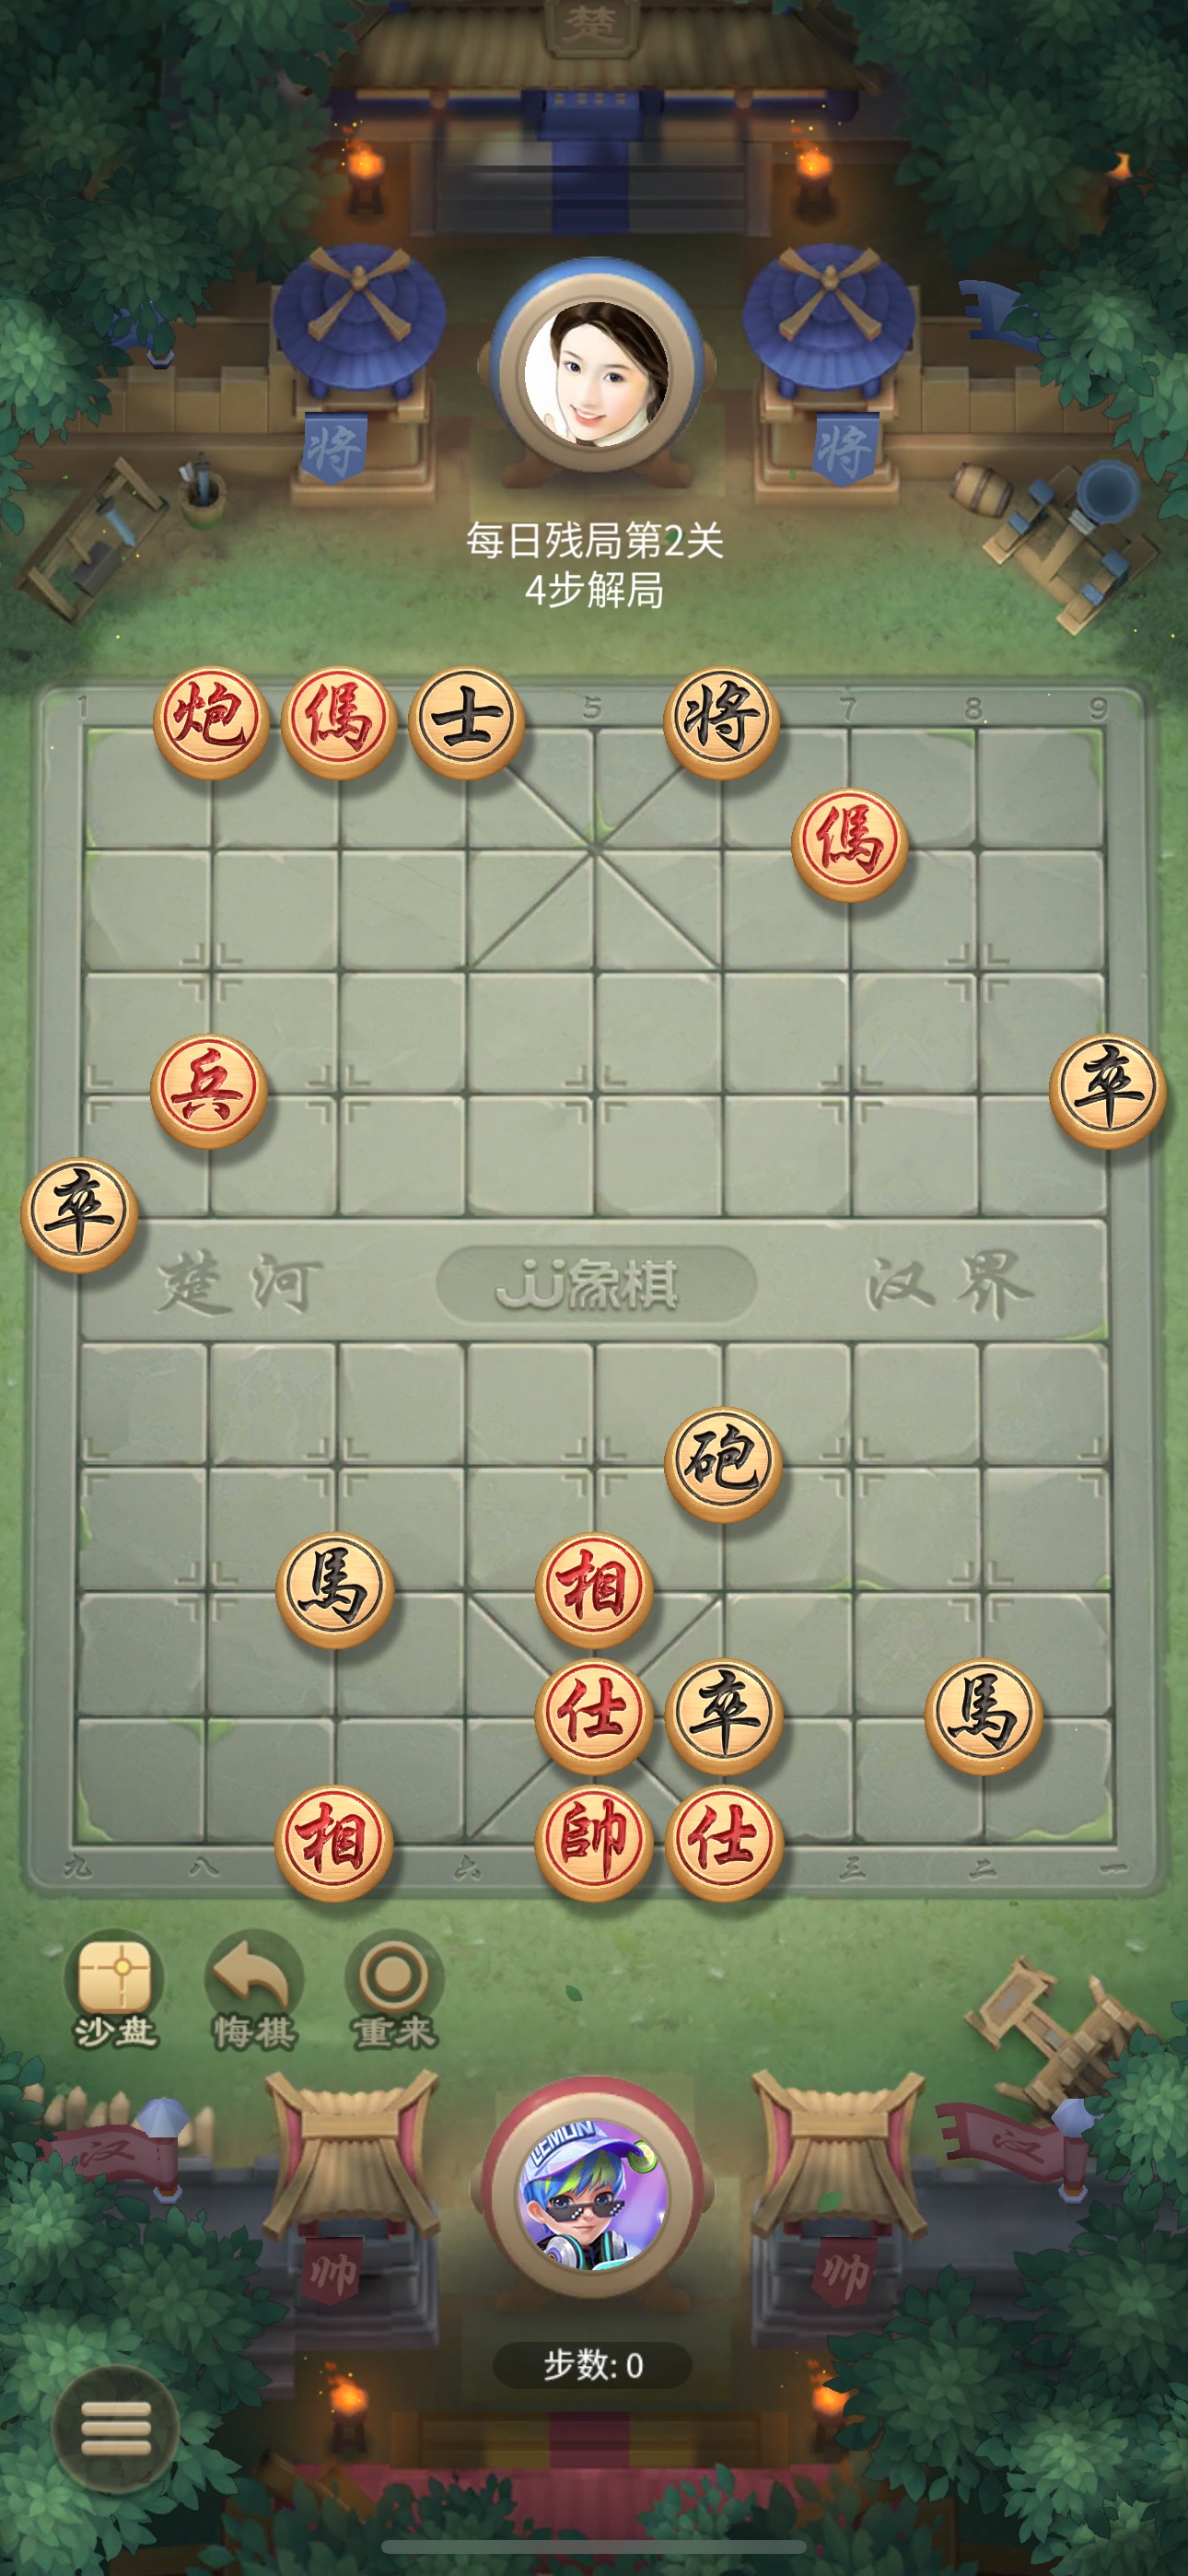 楚
将 将
每日残局第2关
4步解局
1 5 7 8 9
炮 傌 士 将
傌
兵 卒
卒
楚河 JJ象棋 汉界
砲
馬 相
仕 卒 馬
相 帥 仕
九 八 六 三 二 一
沙盘 悔棋 重来
汉 汉
LEMON
帅 帅
步数: 0